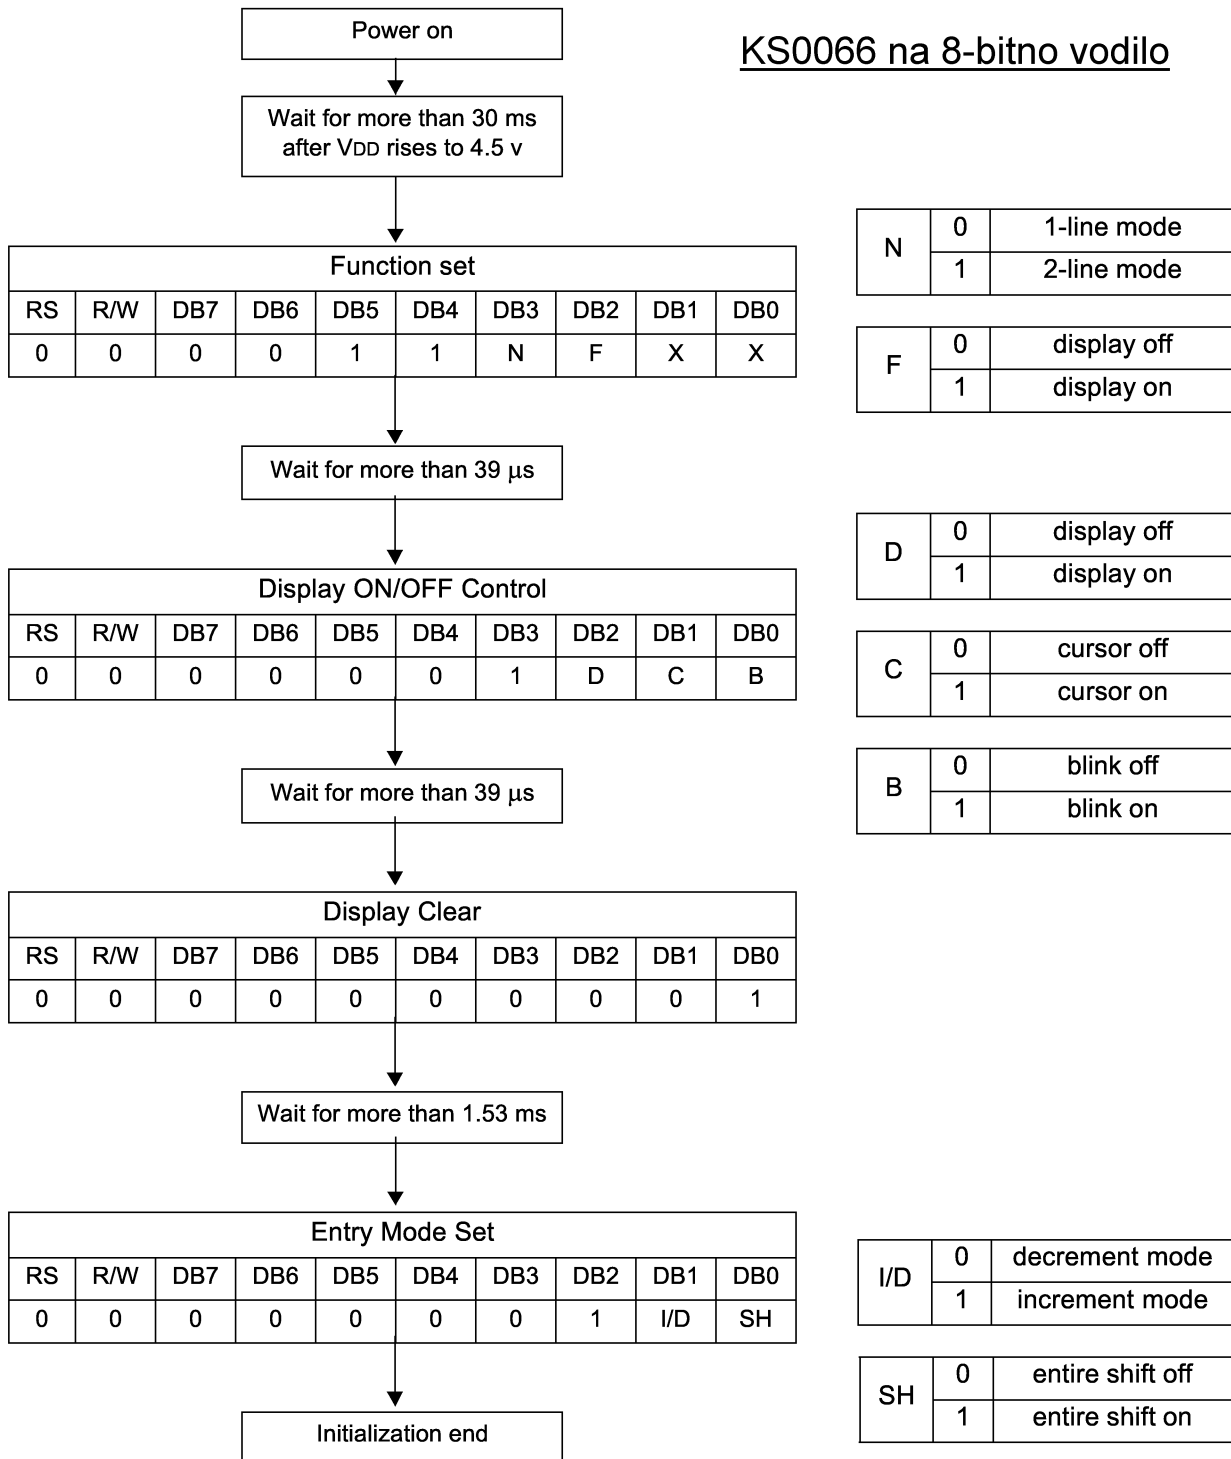 KS0066 na 8-bitno vodilo
Power on
Wait for more than 30 ms
after VDD rises to 4.5 v
Function set
RS R/W DB7 DB6 DB5 DB4 DB3 DB2 DB1 DB0
0 0 0 0 1 1 N F X X
N
0 1-line mode
1 2-line mode
F
0 display off
1 display on
Wait for more than 39 μs
Display ON/OFF Control
RS R/W DB7 DB6 DB5 DB4 DB3 DB2 DB1 DB0
0 0 0 0 0 0 1 D C B
D
0 display off
1 display on
C
0 cursor off
1 cursor on
B
0 blink off
1 blink on
Wait for more than 39 μs
Display Clear
RS R/W DB7 DB6 DB5 DB4 DB3 DB2 DB1 DB0
0 0 0 0 0 0 0 0 0 1
Wait for more than 1.53 ms
Entry Mode Set
RS R/W DB7 DB6 DB5 DB4 DB3 DB2 DB1 DB0
0 0 0 0 0 0 0 1 I/D SH
I/D
0 decrement mode
1 increment mode
SH
0 entire shift off
1 entire shift on
Initialization end